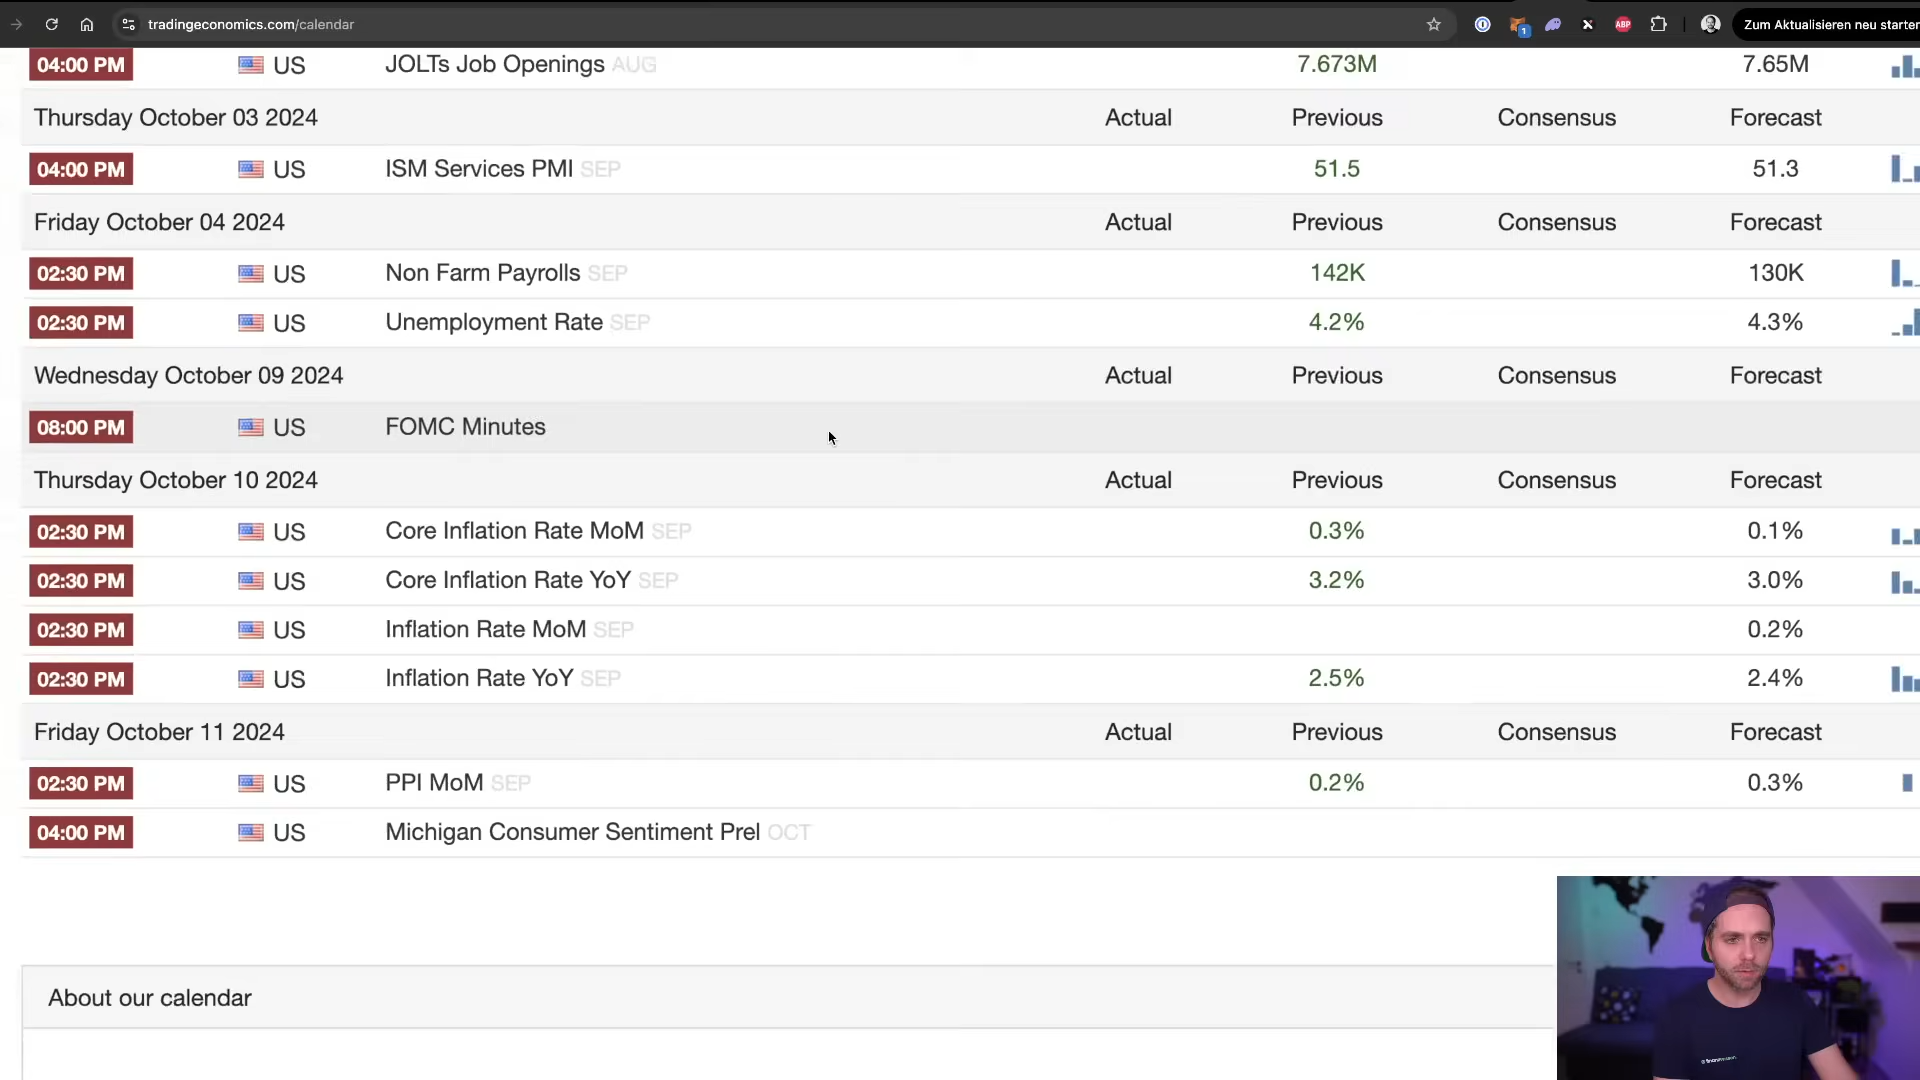 tradingeconomics.com/calendar
1
ABP
Zum Aktualisieren neu starten
04:00 PM US JOLTs Job Openings AUG 7.673M 7.65M
Thursday October 03 2024 Actual Previous Consensus Forecast
04:00 PM US ISM Services PMI SEP 51.5 51.3
Friday October 04 2024 Actual Previous Consensus Forecast
02:30 PM US Non Farm Payrolls SEP 142K 130K
02:30 PM US Unemployment Rate SEP 4.2% 4.3%
Wednesday October 09 2024 Actual Previous Consensus Forecast
08:00 PM US FOMC Minutes
Thursday October 10 2024 Actual Previous Consensus Forecast
02:30 PM US Core Inflation Rate MoM SEP 0.3% 0.1%
02:30 PM US Core Inflation Rate YoY SEP 3.2% 3.0%
02:30 PM US Inflation Rate MoM SEP 0.2%
02:30 PM US Inflation Rate YoY SEP 2.5% 2.4%
Friday October 11 2024 Actual Previous Consensus Forecast
02:30 PM US PPI MoM SEP 0.2% 0.3%
04:00 PM US Michigan Consumer Sentiment Prel OCT
About our calendar